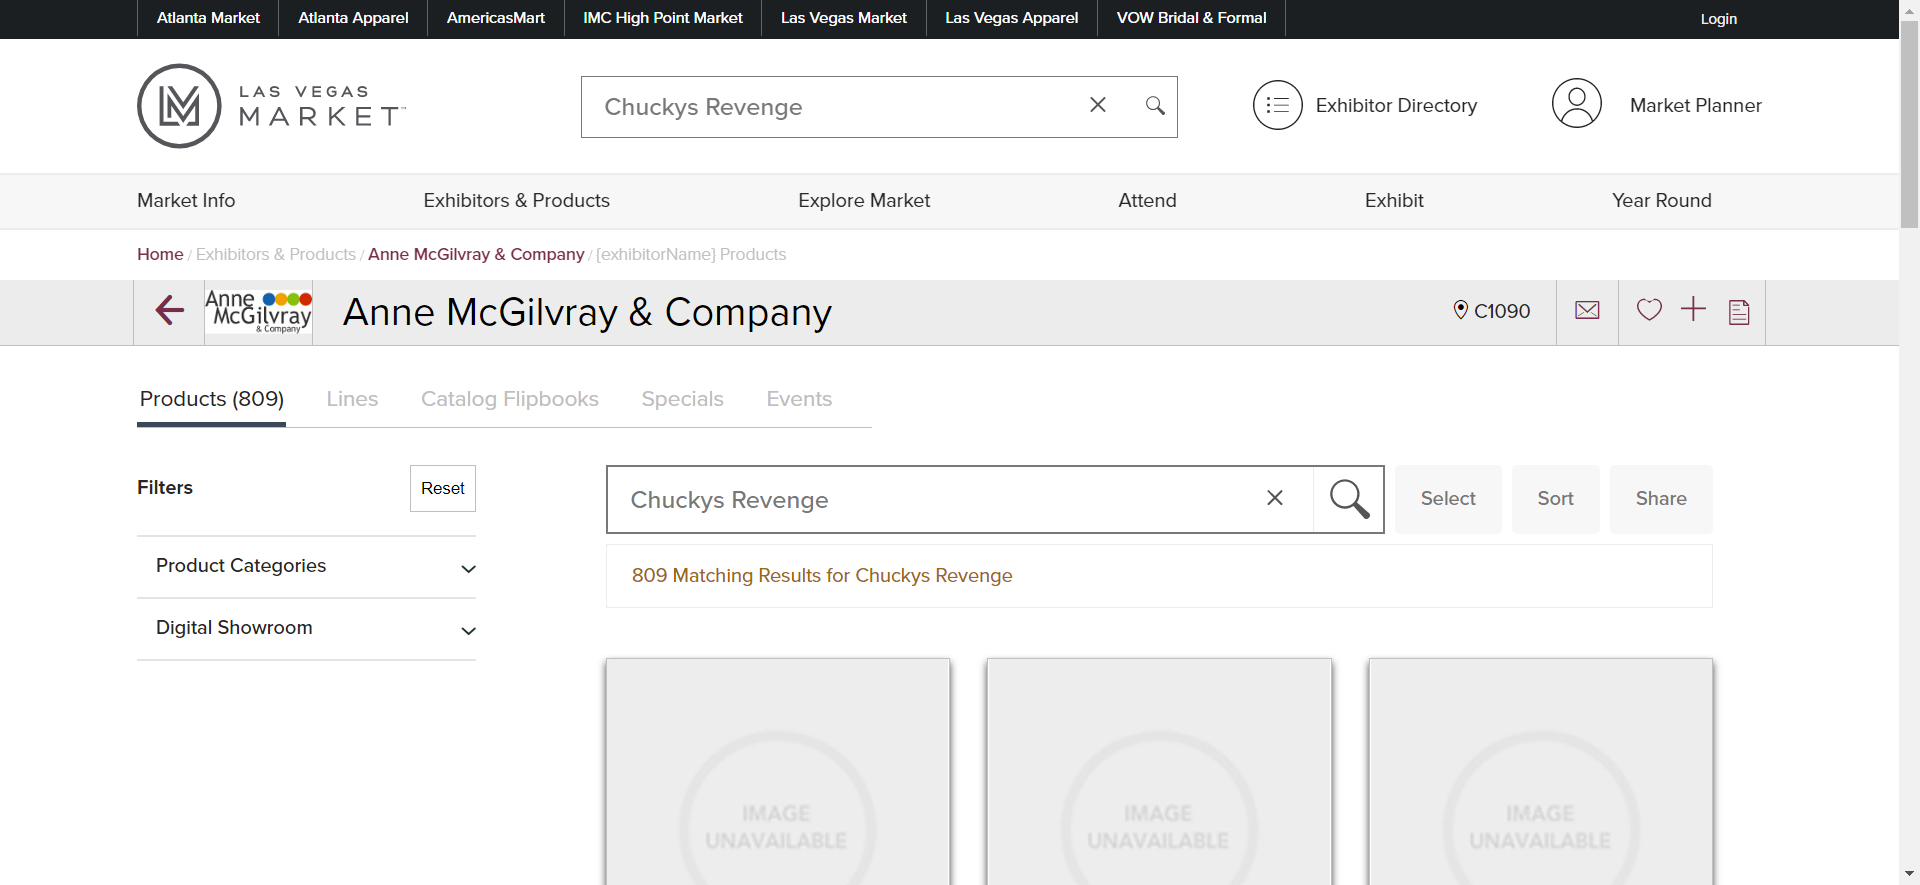 Atlanta Market Atlanta Apparel AmericasMart IMC High Point Market Las Vegas Market Las Vegas Apparel VOW Bridal & Formal Login
LAS VEGAS
MARKET™
Chuckys Revenge
Exhibitor Directory
Market Planner
Market Info Exhibitors & Products Explore Market Attend Exhibit Year Round
Home / Exhibitors & Products / Anne McGilvray & Company / [exhibitorName] Products
Anne
McGilvray
& Company
Anne McGilvray & Company
C1090
Products (809) Lines Catalog Flipbooks Specials Events
Filters
Reset
Product Categories
Digital Showroom
Chuckys Revenge
Select Sort Share
809 Matching Results for Chuckys Revenge
IMAGE
UNAVAILABLE
IMAGE
UNAVAILABLE
IMAGE
UNAVAILABLE